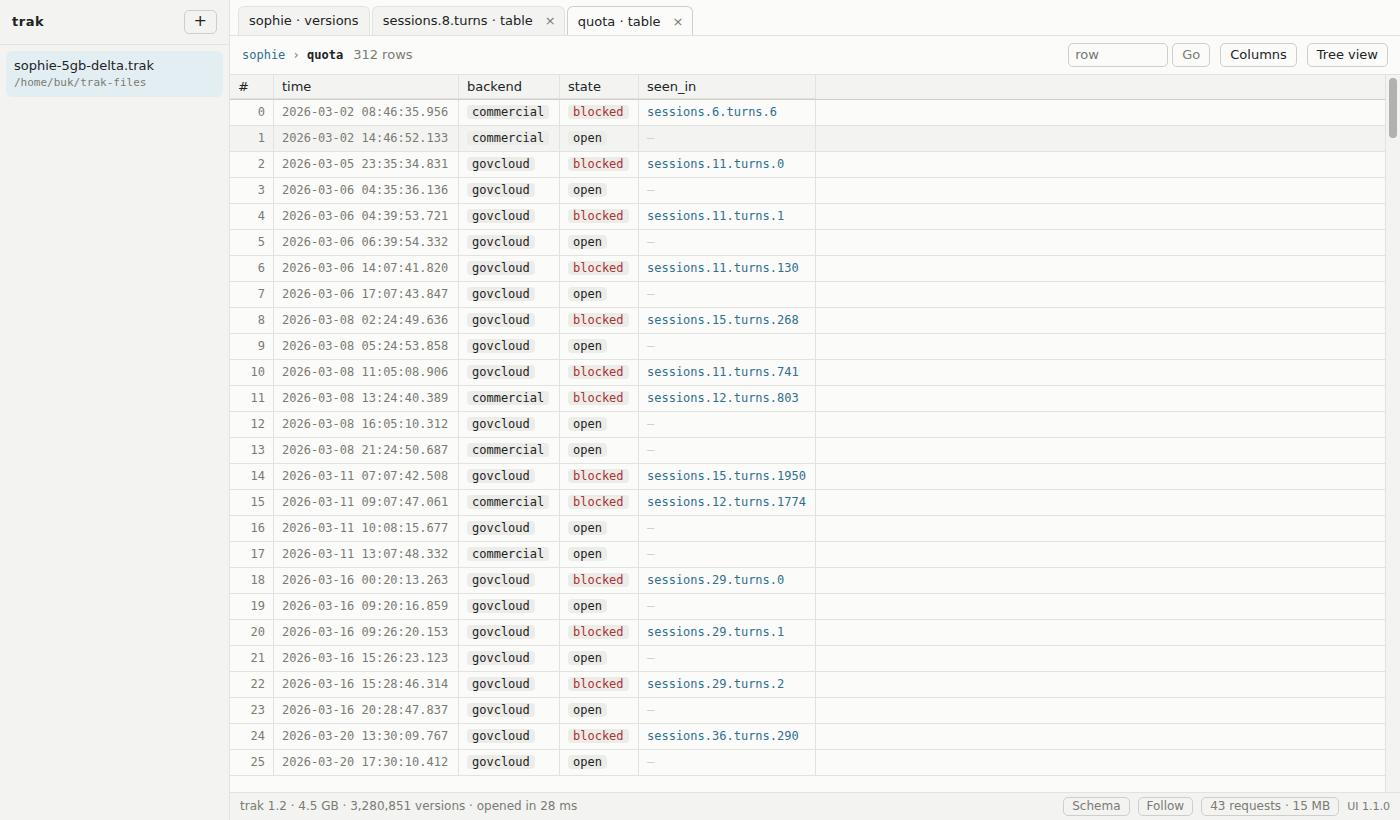 trak
+
sophie-5gb-delta.trak
/home/buk/trak-files
sophie · versions
sessions.8.turns · table ×
quota · table ×
sophie › quota 312 rows
row Go Columns Tree view
# time backend state seen_in
0 2026-03-02 08:46:35.956 commercial blocked sessions.6.turns.6
1 2026-03-02 14:46:52.133 commercial open —
2 2026-03-05 23:35:34.831 govcloud blocked sessions.11.turns.0
3 2026-03-06 04:35:36.136 govcloud open —
4 2026-03-06 04:39:53.721 govcloud blocked sessions.11.turns.1
5 2026-03-06 06:39:54.332 govcloud open —
6 2026-03-06 14:07:41.820 govcloud blocked sessions.11.turns.130
7 2026-03-06 17:07:43.847 govcloud open —
8 2026-03-08 02:24:49.636 govcloud blocked sessions.15.turns.268
9 2026-03-08 05:24:53.858 govcloud open —
10 2026-03-08 11:05:08.906 govcloud blocked sessions.11.turns.741
11 2026-03-08 13:24:40.389 commercial blocked sessions.12.turns.803
12 2026-03-08 16:05:10.312 govcloud open —
13 2026-03-08 21:24:50.687 commercial open —
14 2026-03-11 07:07:42.508 govcloud blocked sessions.15.turns.1950
15 2026-03-11 09:07:47.061 commercial blocked sessions.12.turns.1774
16 2026-03-11 10:08:15.677 govcloud open —
17 2026-03-11 13:07:48.332 commercial open —
18 2026-03-16 00:20:13.263 govcloud blocked sessions.29.turns.0
19 2026-03-16 09:20:16.859 govcloud open —
20 2026-03-16 09:26:20.153 govcloud blocked sessions.29.turns.1
21 2026-03-16 15:26:23.123 govcloud open —
22 2026-03-16 15:28:46.314 govcloud blocked sessions.29.turns.2
23 2026-03-16 20:28:47.837 govcloud open —
24 2026-03-20 13:30:09.767 govcloud blocked sessions.36.turns.290
25 2026-03-20 17:30:10.412 govcloud open —
trak 1.2 · 4.5 GB · 3,280,851 versions · opened in 28 ms
Schema Follow 43 requests · 15 MB UI 1.1.0